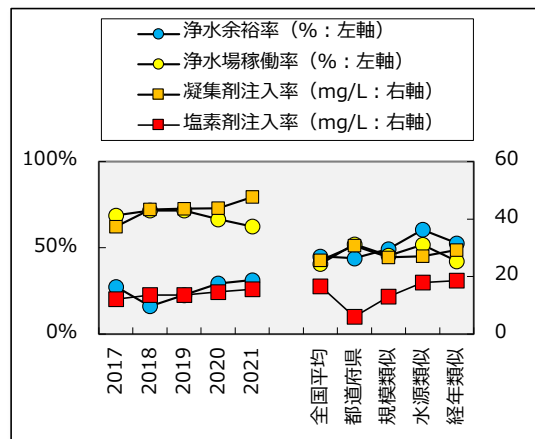 浄水余裕率（%：左軸）
浄水場稼働率（%：左軸）
凝集剤注入率（mg/L：右軸）
塩素剤注入率（mg/L：右軸）
100%
50%
0%
60
40
20
0
2017
2018
2019
2020
2021
全国平均
都道府県
規模類似
水源類似
経年類似